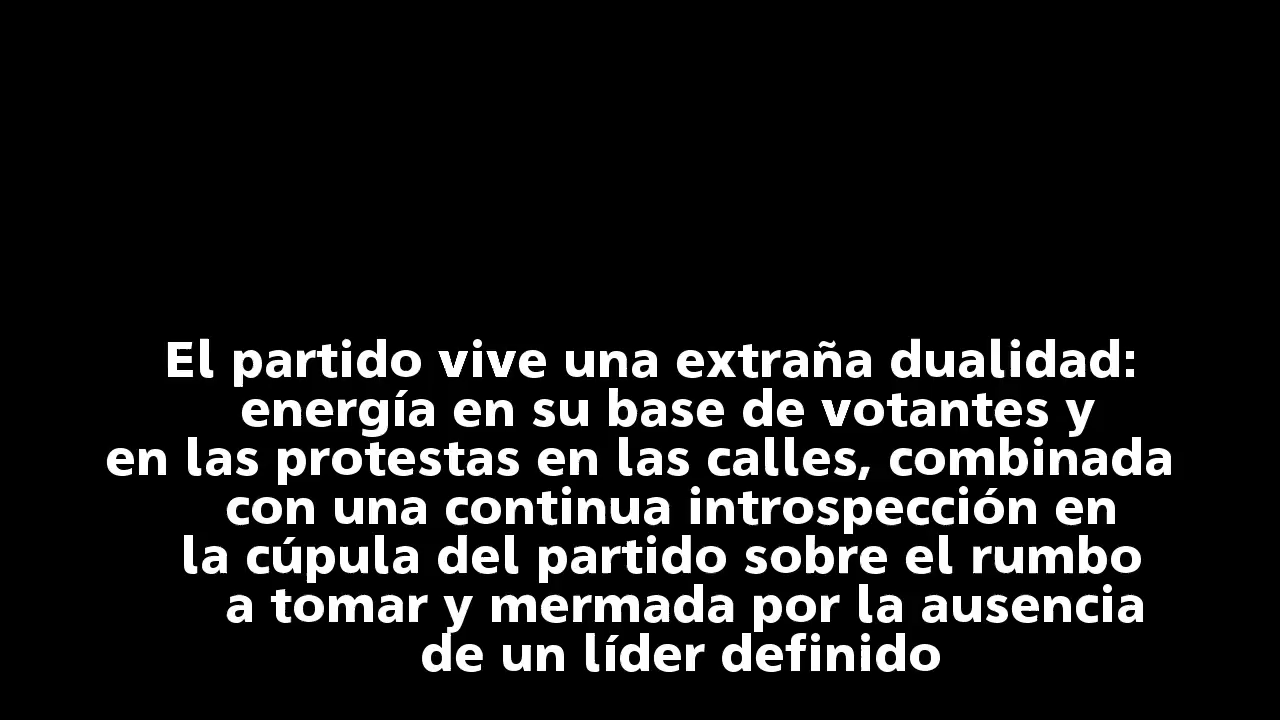 El partido vive una extraña dualidad:
energía en su base de votantes y
en las protestas en las calles, combinada
con una continua introspección en
la cúpula del partido sobre el rumbo
a tomar y mermada por la ausencia
de un líder definido